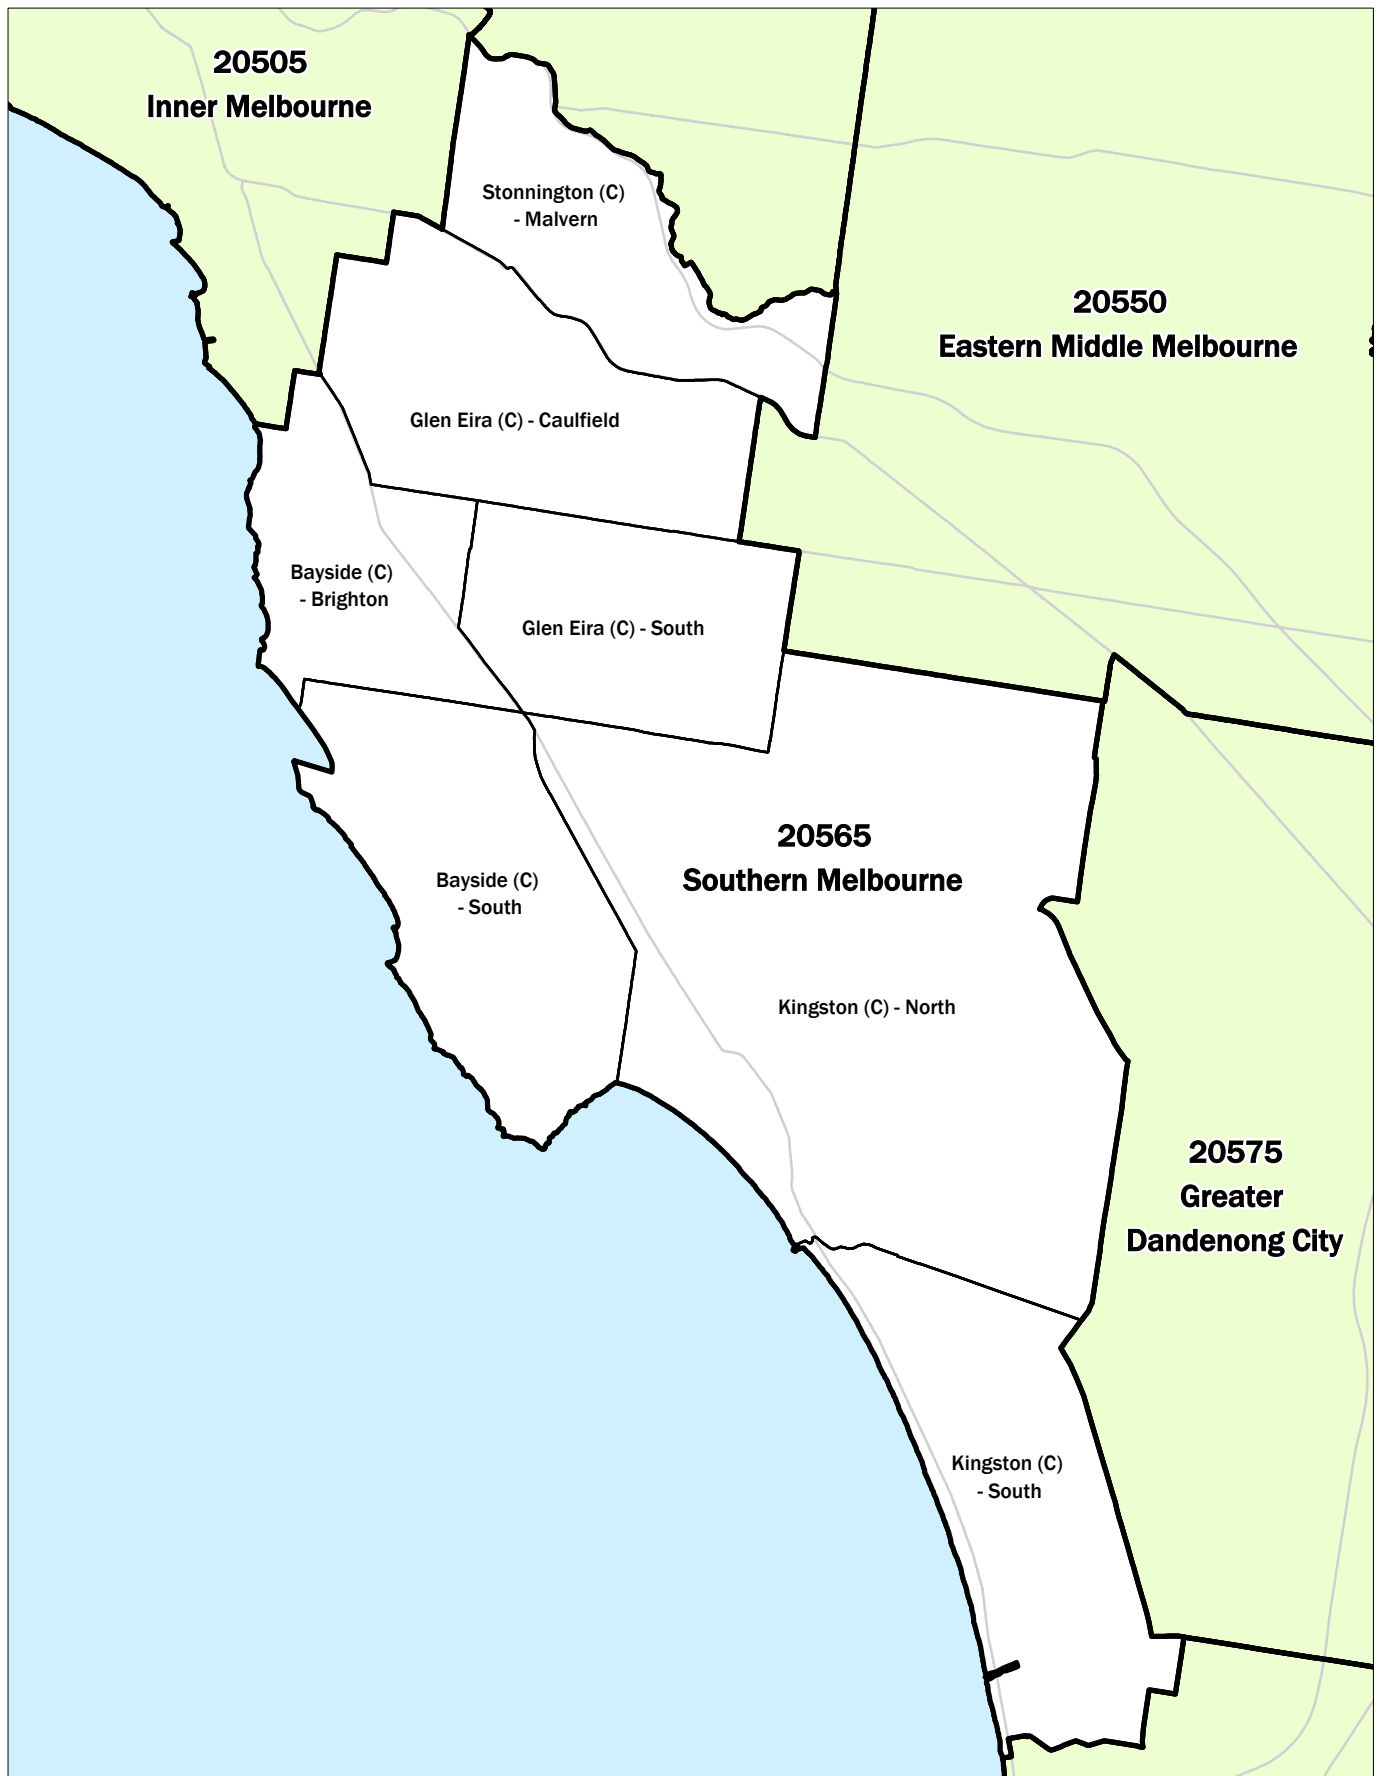 20505
Inner Melbourne
Stonnington (C)
- Malvern
20550
Eastern Middle Melbourne
Glen Eira (C) - Caulfield
Bayside (C)
- Brighton
Glen Eira (C) - South
20565
Southern Melbourne
Bayside (C)
- South
Kingston (C) - North
20575
Greater
Dandenong City
Kingston (C)
- South